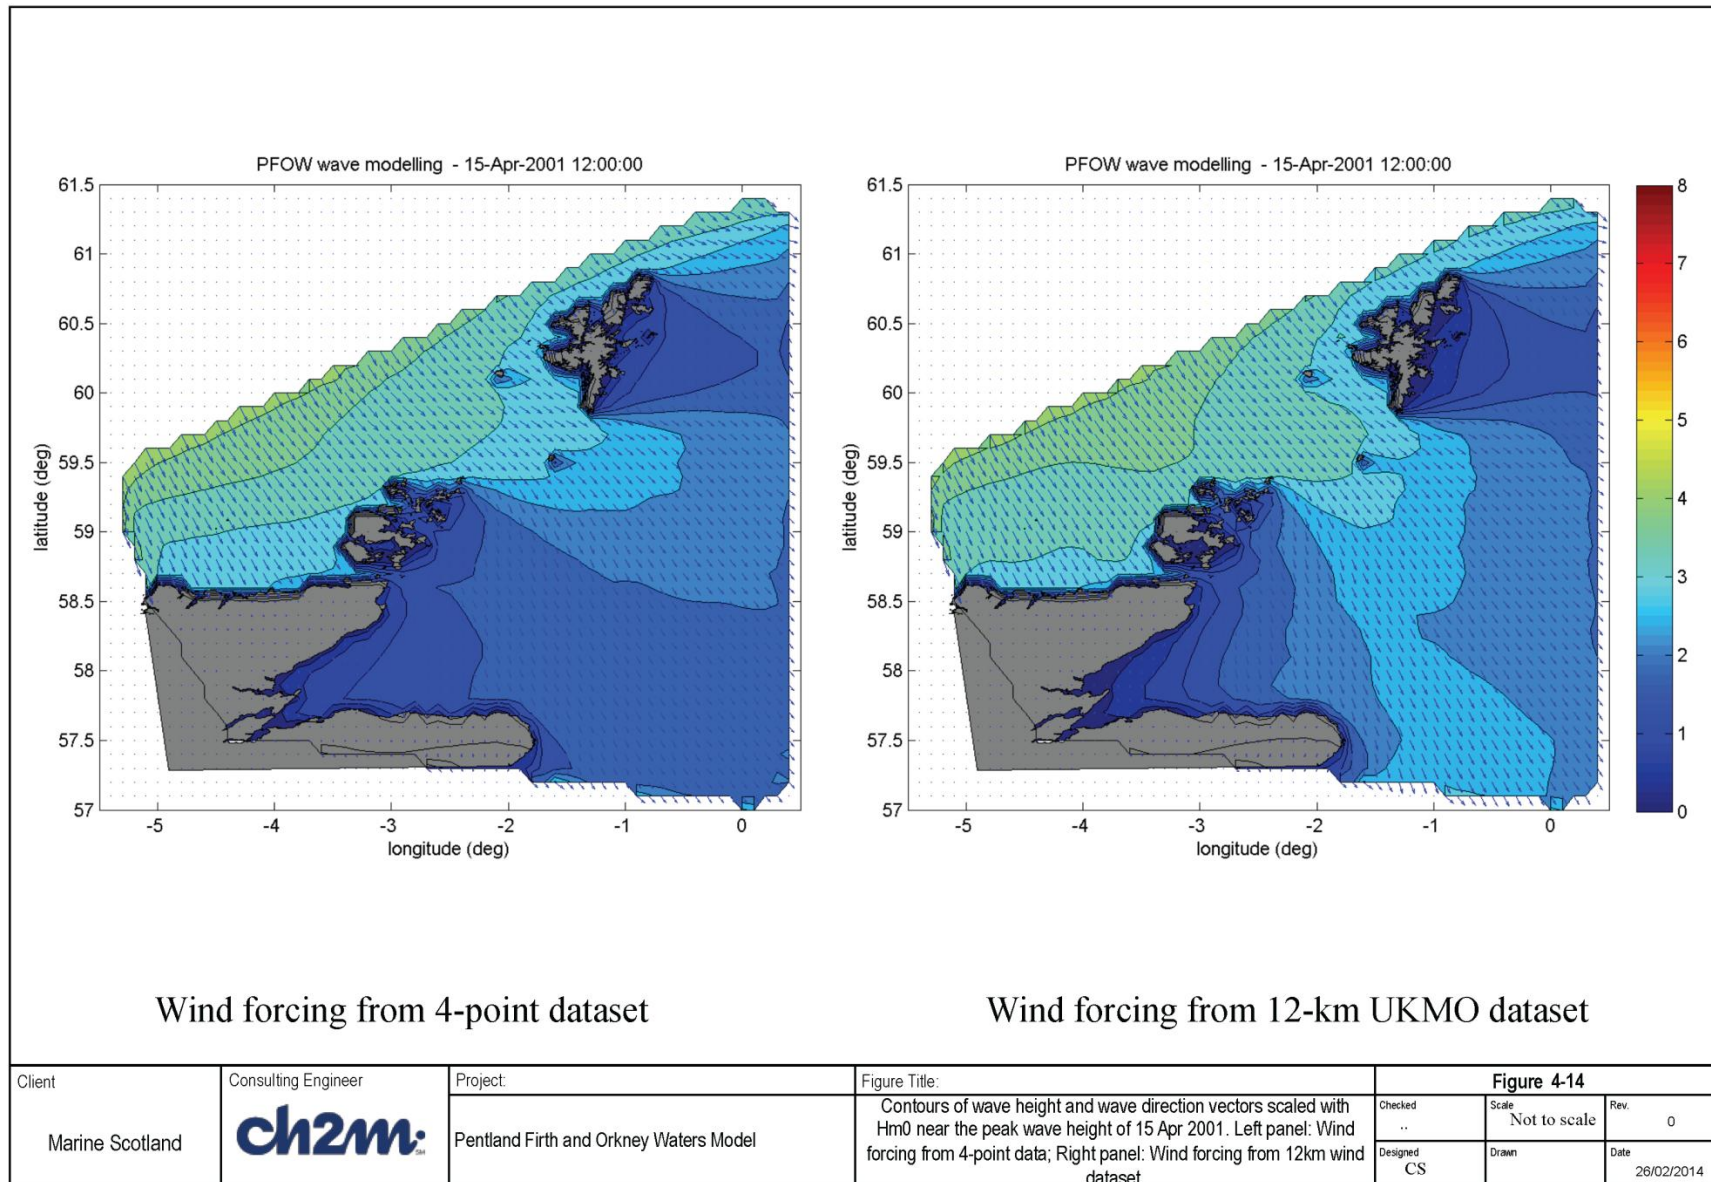 PFOW wave modelling - 15-Apr-2001 12:00:00
61.5
61
60.5
60
59.5
59
58.5
58
57.5
57
latitude (deg)
-5 -4 -3 -2 -1 0
longitude (deg)
PFOW wave modelling - 15-Apr-2001 12:00:00
61.5
61
60.5
60
59.5
59
58.5
58
57.5
57
latitude (deg)
-5 -4 -3 -2 -1 0
longitude (deg)
8
7
6
5
4
3
2
1
0
Wind forcing from 4-point dataset
Wind forcing from 12-km UKMO dataset
Client
Marine Scotland
Consulting Engineer
ch2m:
SM
Project:
Pentland Firth and Orkney Waters Model
Figure Title:
Contours of wave height and wave direction vectors scaled with
Hm0 near the peak wave height of 15 Apr 2001. Left panel: Wind
forcing from 4-point data; Right panel: Wind forcing from 12km wind
dataset
Figure 4-14
Checked
..
Scale
Not to scale
Rev.
0
Designed
CS
Drawn
Date
26/02/2014